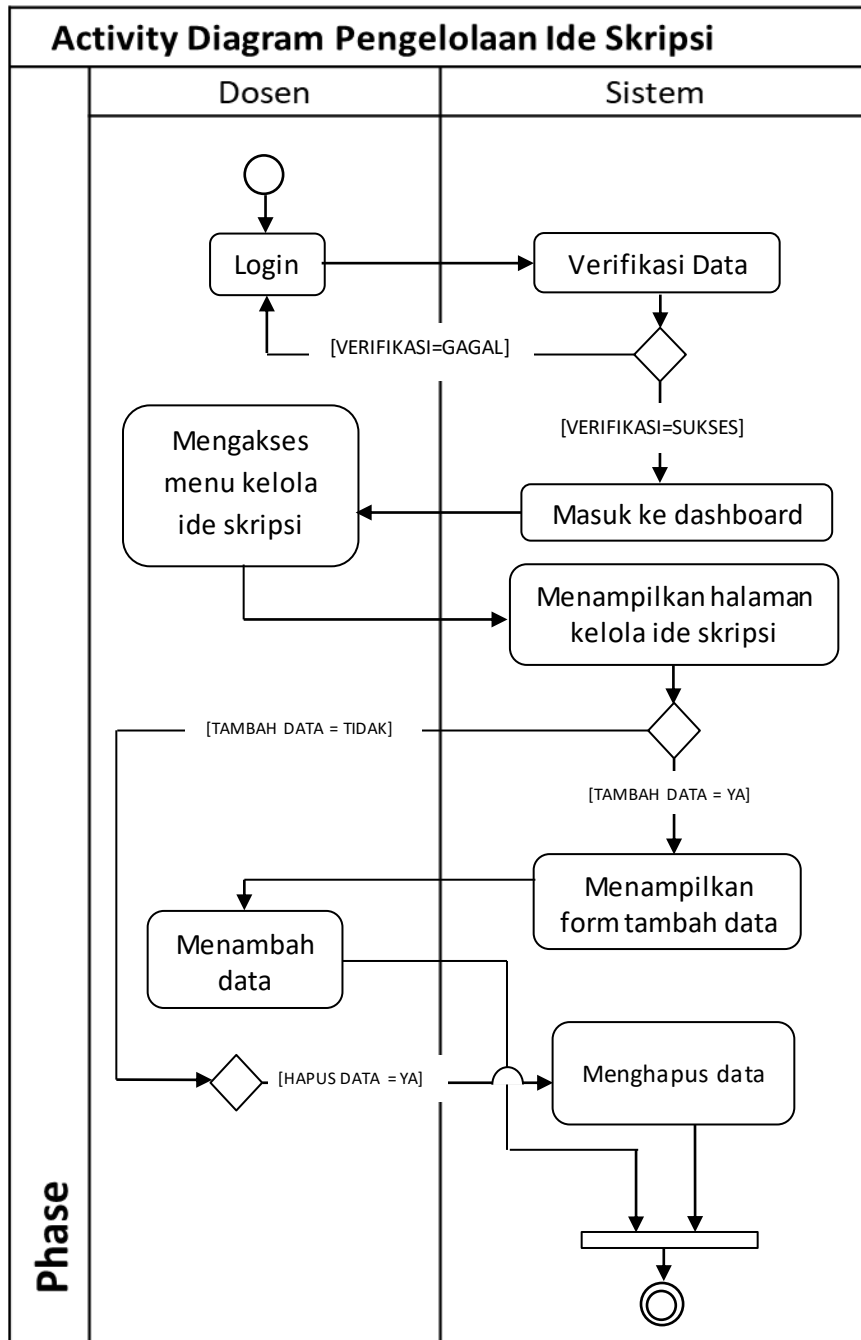 Activity Diagram Pengelolaan Ide Skripsi
Dosen
Sistem
Login
Verifikasi Data
[VERIFIKASI=GAGAL]
[VERIFIKASI=SUKSES]
Mengakses
menu kelola
ide skripsi
Masuk ke dashboard
Menampilkan halaman
kelola ide skripsi
[TAMBAH DATA = TIDAK]
[TAMBAH DATA = YA]
Menampilkan
form tambah data
Menambah
data
[HAPUS DATA = YA]
Menghapus data
Phase